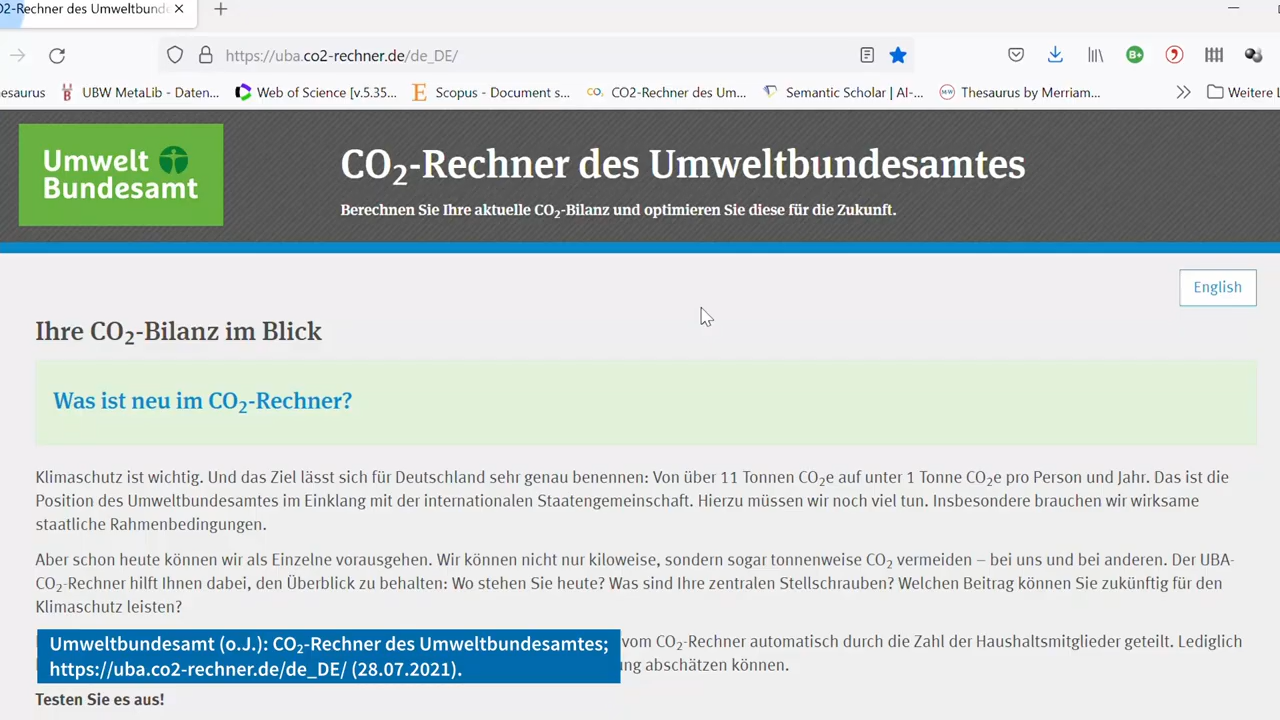 O2-Rechner des Umweltbunde
https://uba.co2-rechner.de/de_DE/
esaurus UBW MetaLib - Daten... Web of Science [v.5.35... Scopus - Document s... CO2-Rechner des Um... Semantic Scholar | AI-... Thesaurus by Merriam... Weitere L
Umwelt
Bundesamt
CO₂-Rechner des Umweltbundesamtes
Berechnen Sie Ihre aktuelle CO₂-Bilanz und optimieren Sie diese für die Zukunft.
English
Ihre CO₂-Bilanz im Blick
Was ist neu im CO₂-Rechner?
Klimaschutz ist wichtig. Und das Ziel lässt sich für Deutschland sehr genau benennen: Von über 11 Tonnen CO₂e auf unter 1 Tonne CO₂e pro Person und Jahr. Das ist die
Position des Umweltbundesamtes im Einklang mit der internationalen Staatengemeinschaft. Hierzu müssen wir noch viel tun. Insbesondere brauchen wir wirksame
staatliche Rahmenbedingungen.
Aber schon heute können wir als Einzelne vorausgehen. Wir können nicht nur kiloweise, sondern sogar tonnenweise CO₂ vermeiden – bei uns und bei anderen. Der UBA-
CO₂-Rechner hilft Ihnen dabei, den Überblick zu behalten: Wo stehen Sie heute? Was sind Ihre zentralen Stellschrauben? Welchen Beitrag können Sie zukünftig für den
Klimaschutz leisten?
vom CO₂-Rechner automatisch durch die Zahl der Haushaltsmitglieder geteilt. Lediglich
ng abschätzen können.
Umweltbundesamt (o.J.): CO₂-Rechner des Umweltbundesamtes;
https://uba.co2-rechner.de/de_DE/ (28.07.2021).
Testen Sie es aus!